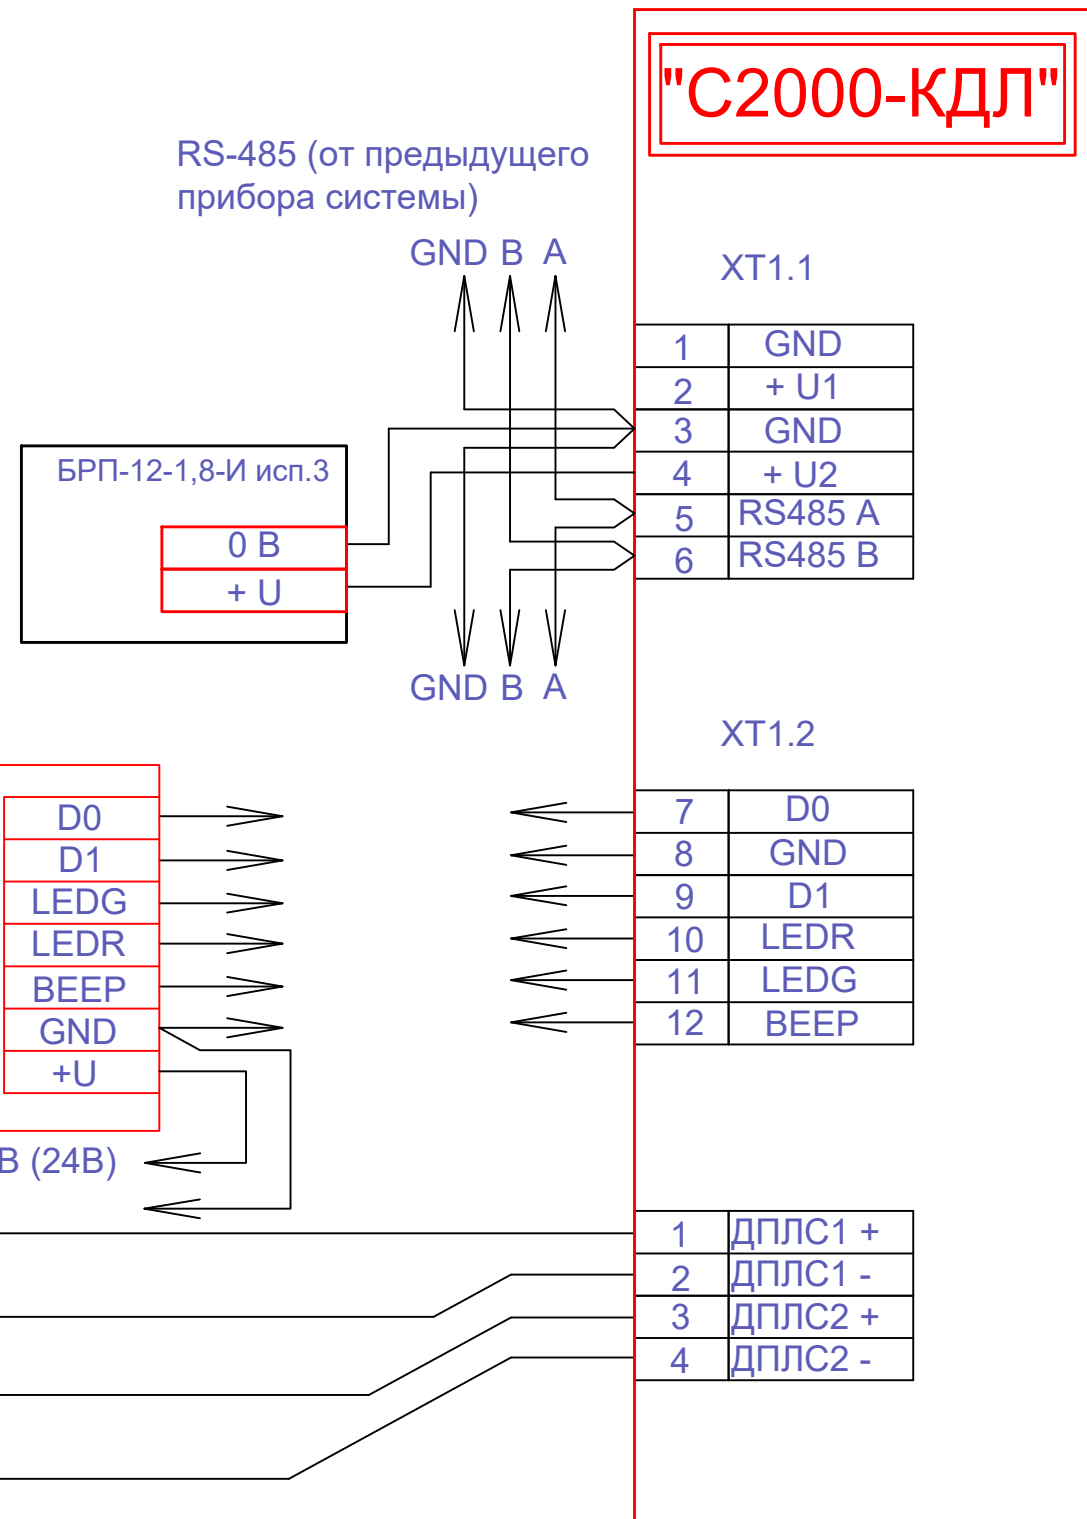 "С2000-КДЛ"
RS-485 (от предыдущего
прибора системы)
GND B A
XT1.1
1 GND
2 + U1
3 GND
4 + U2
5 RS485 A
6 RS485 B
БРП-12-1,8-И исп.3
0 В
+ U
GND B A
XT1.2
7 D0
8 GND
9 D1
10 LEDR
11 LEDG
12 BEEP
D0
D1
LEDG
LEDR
BEEP
GND
+U
В (24В)
1 ДПЛС1 +
2 ДПЛС1 -
3 ДПЛС2 +
4 ДПЛС2 -